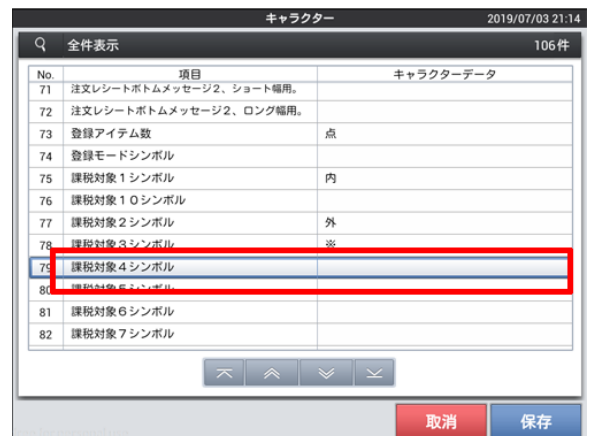 キャラクター 2019/07/03 21:14
全件表示 106件
No. 項目 キャラクターデータ
71 注文レシートボトムメッセージ2、ショート幅用。
72 注文レシートボトムメッセージ2、ロング幅用。
73 登録アイテム数 点
74 登録モードシンボル
75 課税対象1シンボル 内
76 課税対象10シンボル
77 課税対象2シンボル 外
78 課税対象3シンボル ※
79 課税対象4シンボル
80 課税対象5シンボル
81 課税対象6シンボル
82 課税対象7シンボル
取消 保存